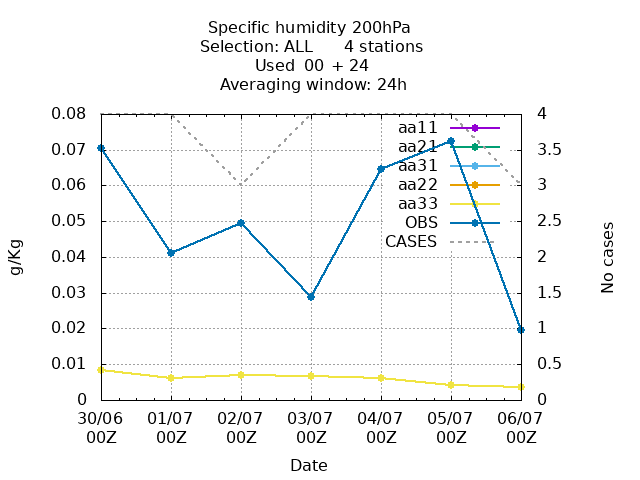 Specific humidity 200hPa
Selection: ALL 4 stations
Used 00 + 24
Averaging window: 24h
0.08
0.07
0.06
0.05
0.04
0.03
0.02
0.01
0
4
3.5
3
2.5
2
1.5
1
0.5
0
g/Kg
No cases
aa11
aa21
aa31
aa22
aa33
OBS
CASES
30/06 01/07 02/07 03/07 04/07 05/07 06/07
00Z 00Z 00Z 00Z 00Z 00Z 00Z
Date